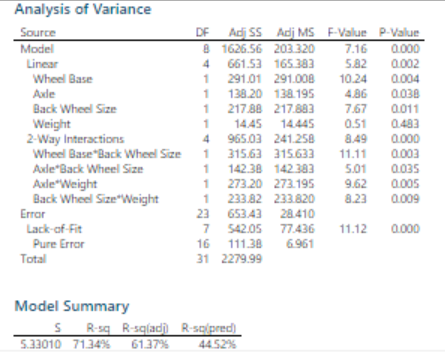 Analysis of Variance
Source DF Adj SS Adj MS F-Value P-Value
Model 8 1626.56 203.320 7.16 0.000
Linear 4 661.53 165.383 5.82 0.002
Wheel Base 1 291.01 291.008 10.24 0.004
Axle 1 138.20 138.195 4.86 0.038
Back Wheel Size 1 217.88 217.883 7.67 0.011
Weight 1 14.45 14.445 0.51 0.483
2-Way Interactions 4 965.03 241.258 8.49 0.000
Wheel Base*Back Wheel Size 1 315.63 315.633 11.11 0.003
Axle*Back Wheel Size 1 142.38 142.383 5.01 0.035
Axle*Weight 1 273.20 273.195 9.62 0.005
Back Wheel Size*Weight 1 233.82 233.820 8.23 0.009
Error 23 653.43 28.410
Lack-of-Fit 7 542.05 77.436 11.12 0.000
Pure Error 16 111.38 6.961
Total 31 2279.99
Model Summary
S R-sq R-sq(adj) R-sq(pred)
5.33010 71.34% 61.37% 44.52%